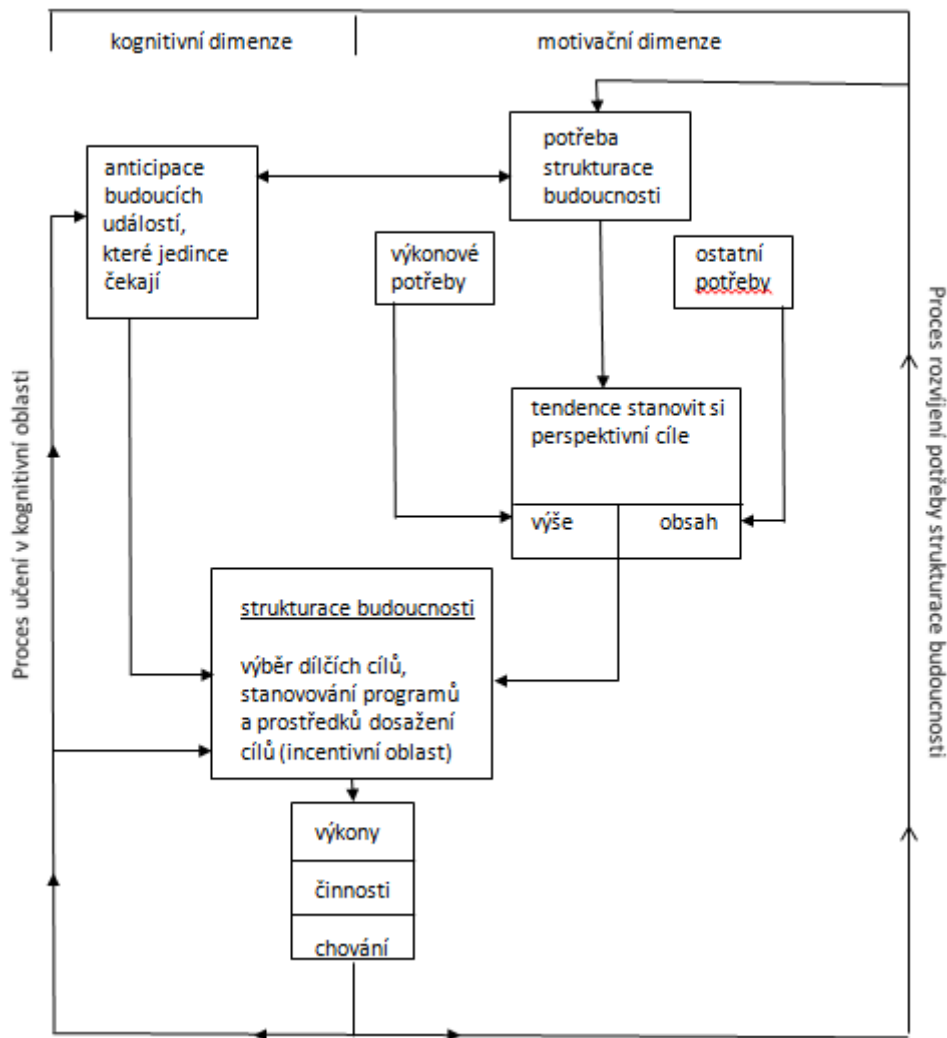 kognitivní dimenze
motivační dimenze
potřeba
strukturace
budoucnosti
anticipace
budoucích
událostí,
které jedince
čekají
výkonové
potřeby
ostatní
potřeby
tendence stanovit si
perspektivní cíle
výše
obsah
strukturace budoucnosti
výběr dílčích cílů,
stanovování programů
a prostředků dosažení
cílů (incentivní oblast)
výkony
činnosti
chování
Proces učení v kognitivní oblasti
Proces rozvíjení potřeby strukturace budoucnosti